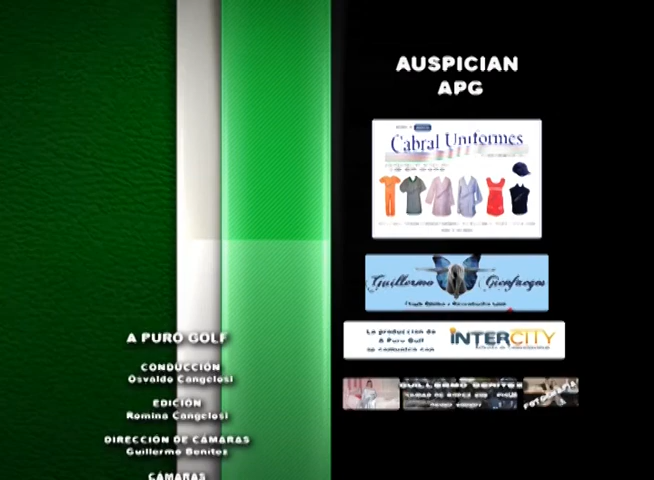 AUSPICIAN
APG
Cabral Uniformes
Guillermo Cienfuegos
La producción de
A Puro Golf
se comunica con
INTERCITY
GUILLERMO BENITEZ
FOTOGRAFIA
A PURO GOLF
CONDUCCIÓN
Osvaldo Cangelosi
EDICIÓN
Romina Cangelosi
DIRECCIÓN DE CÁMARAS
Guillermo Benitez
CÁMARAS